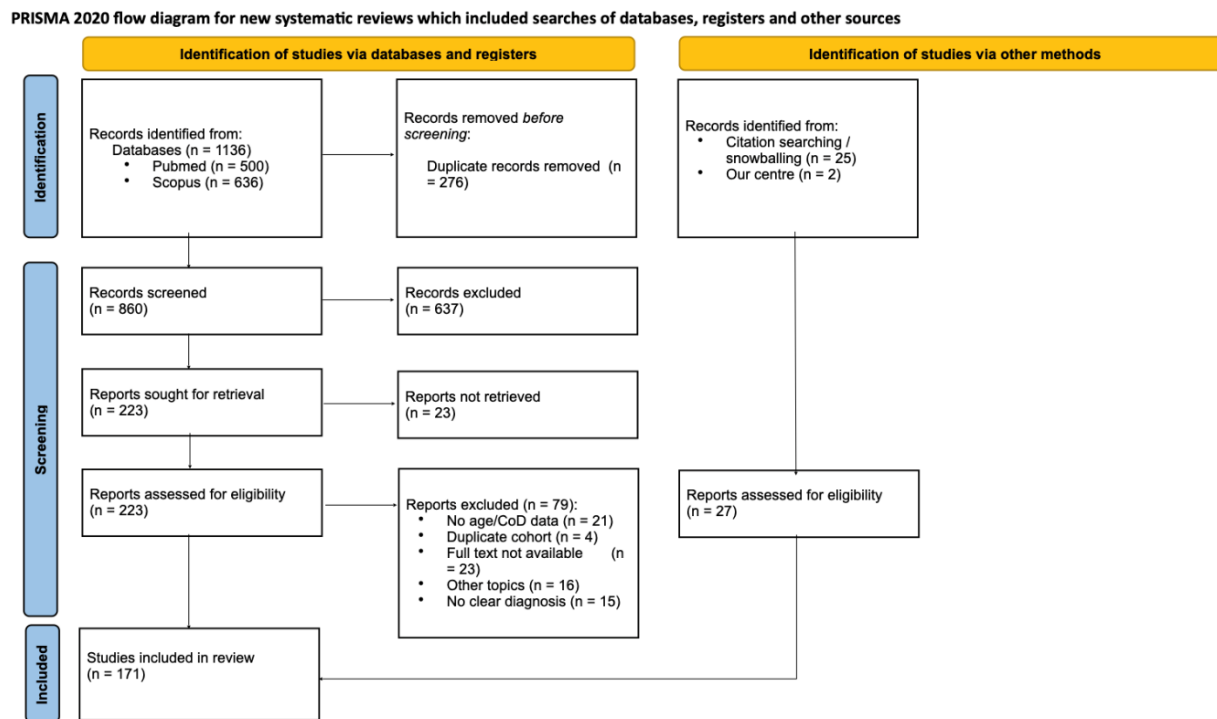 PRISMA 2020 flow diagram for new systematic reviews which included searches of databases, registers and other sources
Identification of studies via databases and registers
Identification of studies via other methods
Identification
Records identified from:
Databases (n = 1136)
• Pubmed (n = 500)
• Scopus (n = 636)
Records removed before
screening:
Duplicate records removed (n
= 276)
Records identified from:
• Citation searching /
snowballing (n = 25)
• Our centre (n = 2)
Screening
Records screened
(n = 860)
Records excluded
(n = 637)
Reports sought for retrieval
(n = 223)
Reports not retrieved
(n = 23)
Reports assessed for eligibility
(n = 223)
Reports excluded (n = 79):
• No age/CoD data (n = 21)
• Duplicate cohort (n = 4)
• Full text not available (n
= 23)
• Other topics (n = 16)
• No clear diagnosis (n = 15)
Reports assessed for eligibility
(n = 27)
Included
Studies included in review
(n = 171)